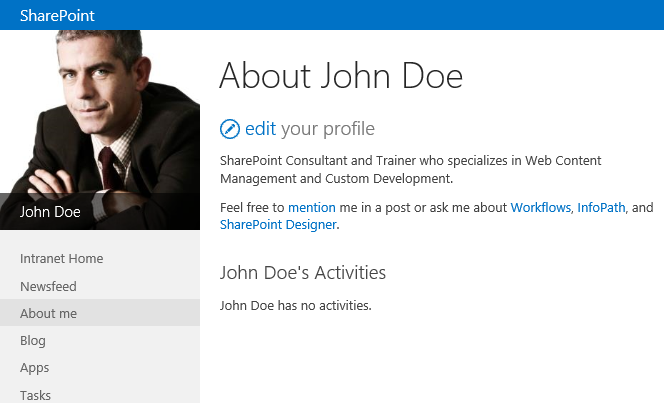 SharePoint
About John Doe
edit your profile
SharePoint Consultant and Trainer who specializes in Web Content
Management and Custom Development.
Feel free to mention me in a post or ask me about Workflows, InfoPath, and
SharePoint Designer.
John Doe's Activities
John Doe has no activities.
John Doe
Intranet Home
Newsfeed
About me
Blog
Apps
Tasks